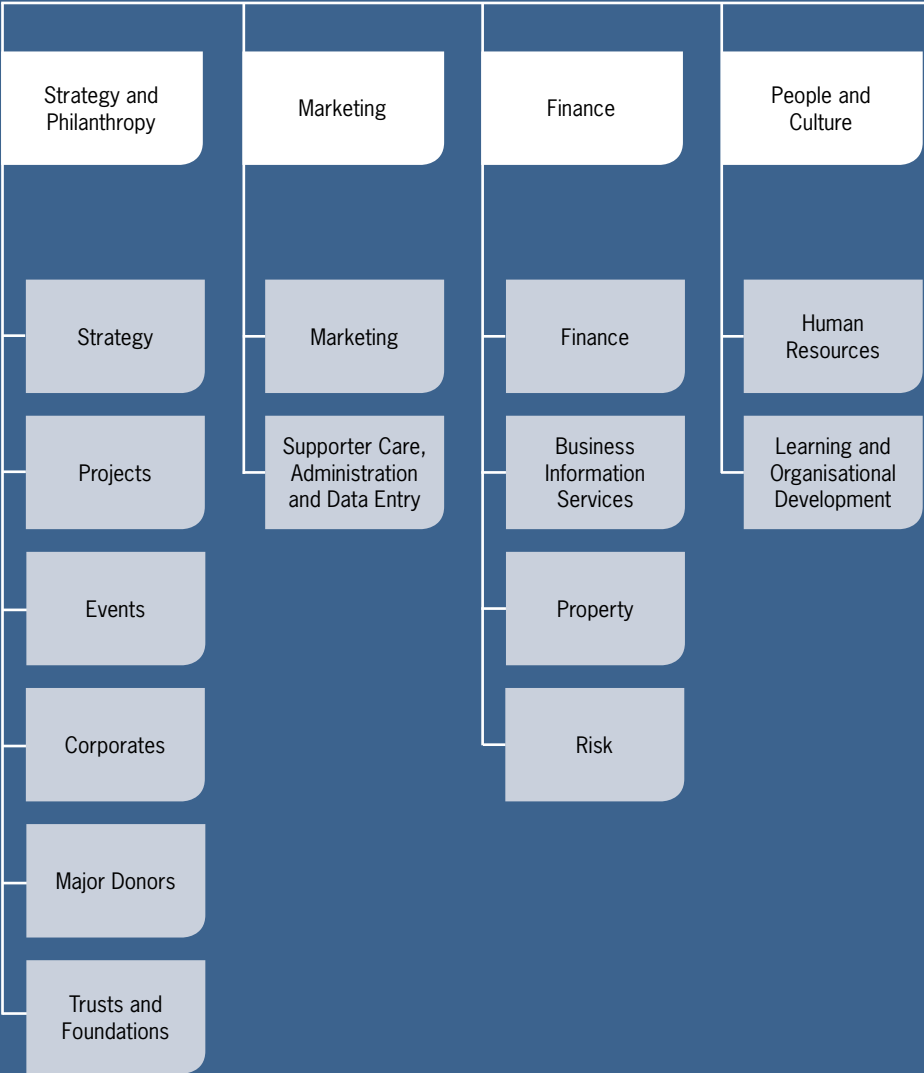 Strategy and
Philanthropy
Marketing
Finance
People and
Culture
Strategy
Projects
Events
Corporates
Major Donors
Trusts and
Foundations
Marketing
Supporter Care,
Administration
and Data Entry
Finance
Business
Information
Services
Property
Risk
Human
Resources
Learning and
Organisational
Development